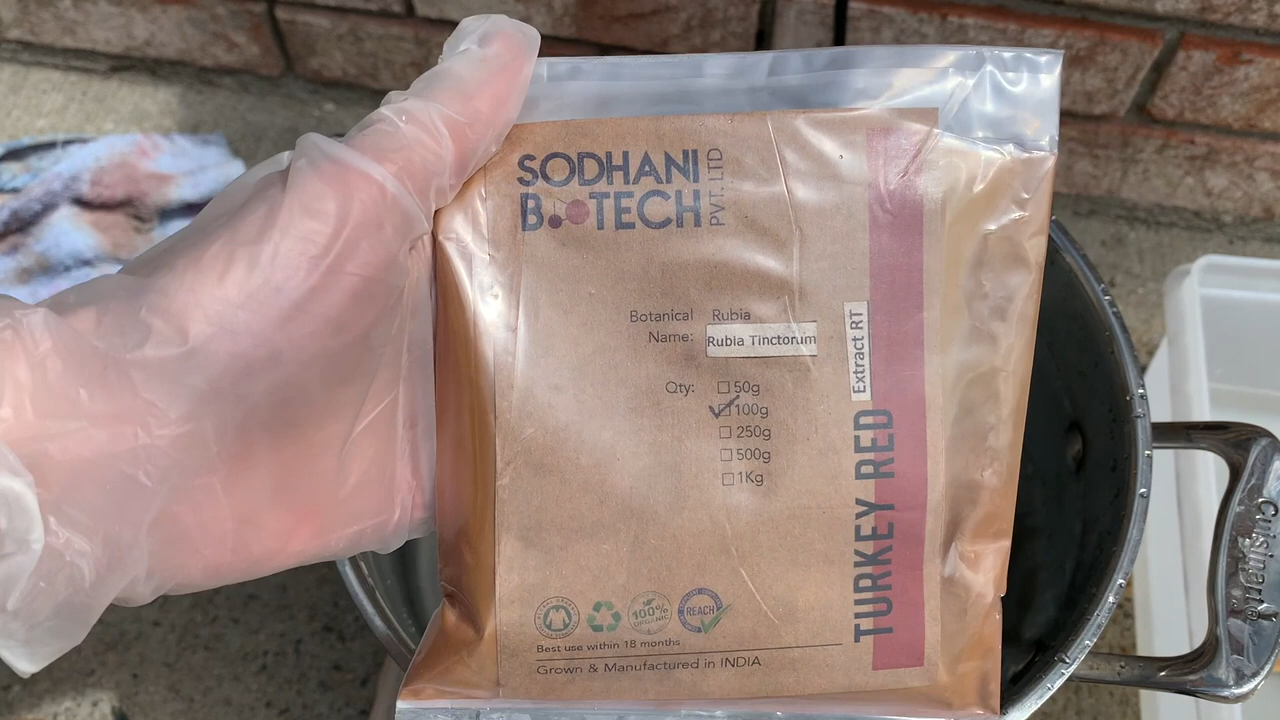 SODHANI
BIOTECH
PVT. LTD
Botanical Name: Rubia
Rubia Tinctorum
Qty:
50g
100g
250g
500g
1Kg
Extract RT
TURKEY RED
100%
ORGANIC
REACH
Best use within 18 months
Grown & Manufactured in INDIA
Cuisinart®